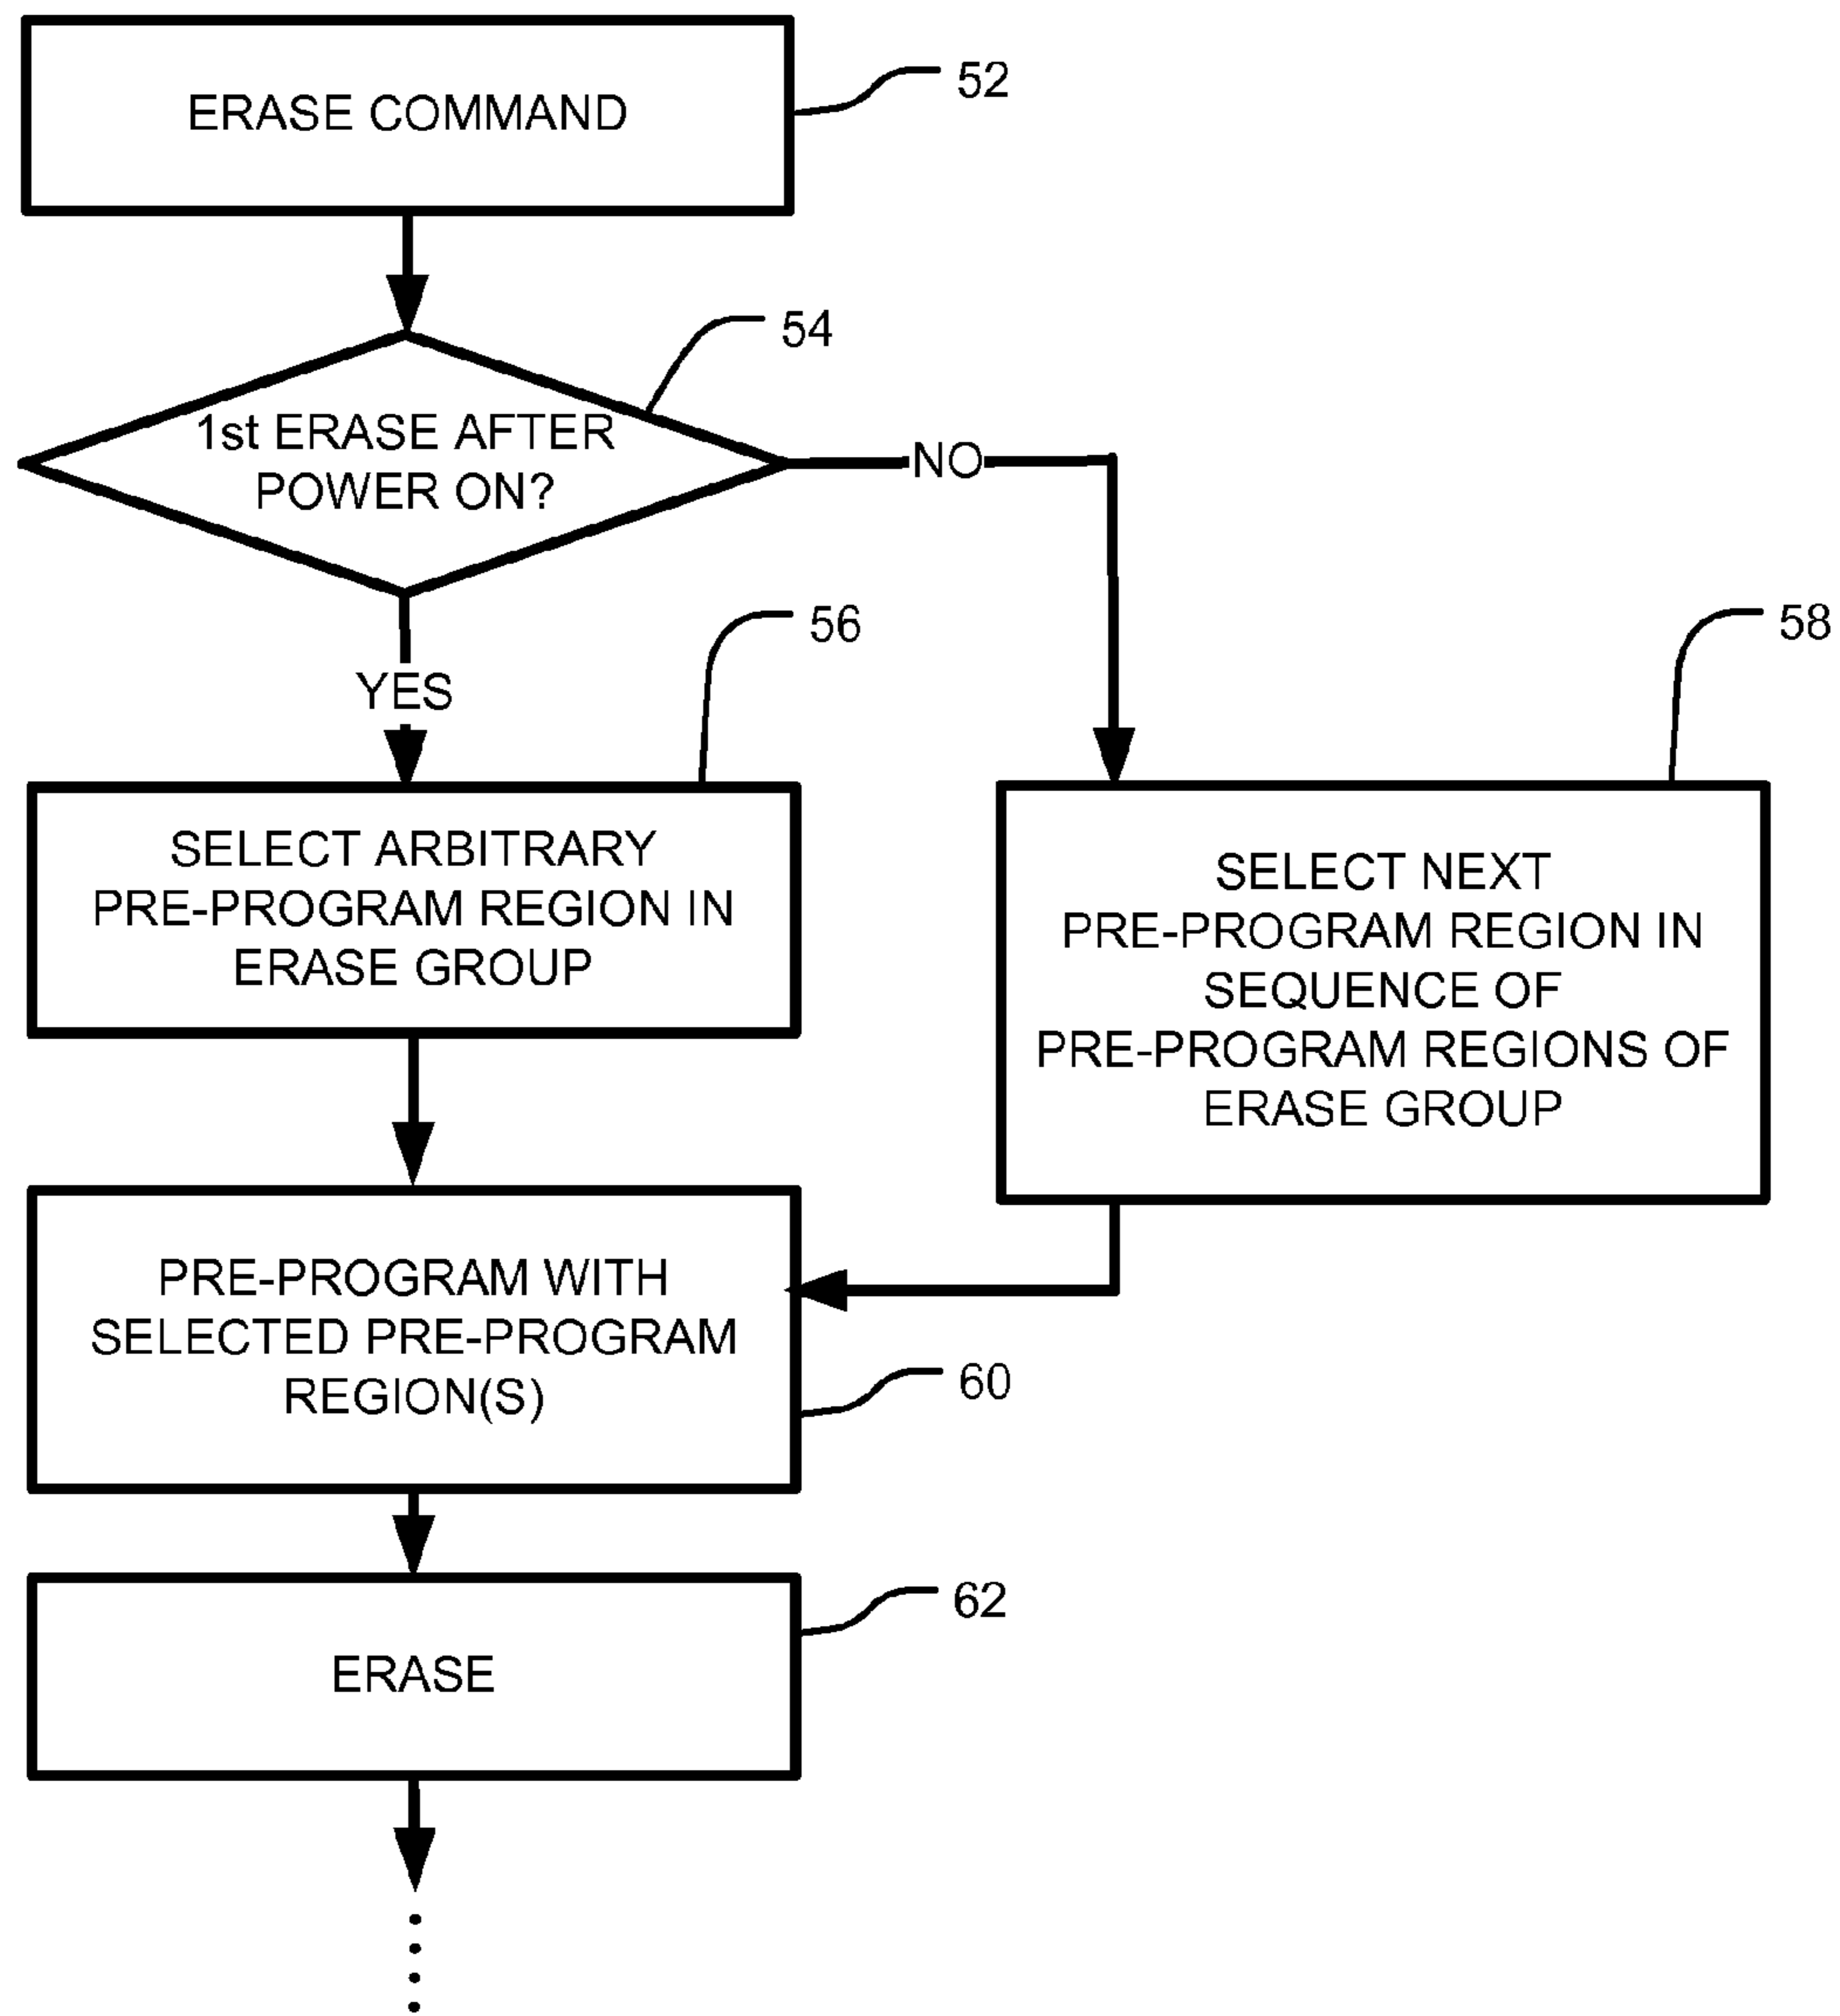 ERASE COMMAND
52
1st ERASE AFTER
POWER ON?
54
NO
YES
56
SELECT ARBITRARY
PRE-PROGRAM REGION IN
ERASE GROUP
58
SELECT NEXT
PRE-PROGRAM REGION IN
SEQUENCE OF
PRE-PROGRAM REGIONS OF
ERASE GROUP
PRE-PROGRAM WITH
SELECTED PRE-PROGRAM
REGION(S)
60
ERASE
62